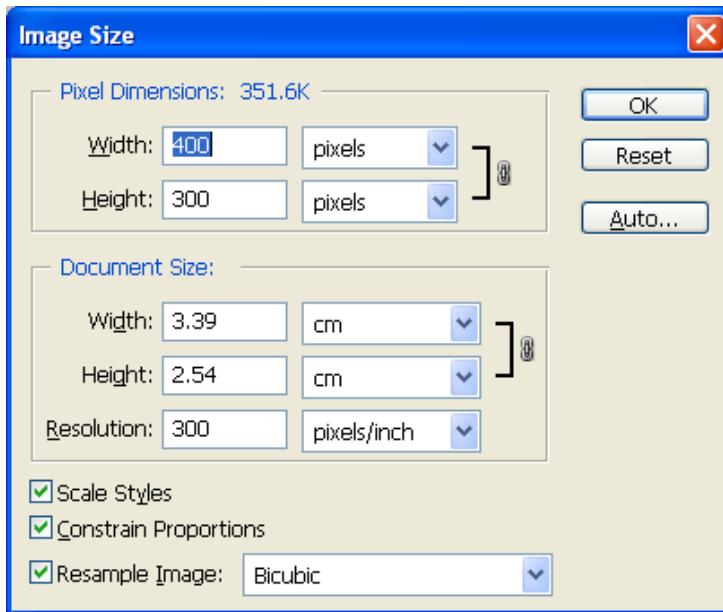 Image Size
Pixel Dimensions: 351.6K
Width: 400 pixels
Height: 300 pixels
OK
Reset
Auto...
Document Size:
Width: 3.39 cm
Height: 2.54 cm
Resolution: 300 pixels/inch
Scale Styles
Constrain Proportions
Resample Image: Bicubic